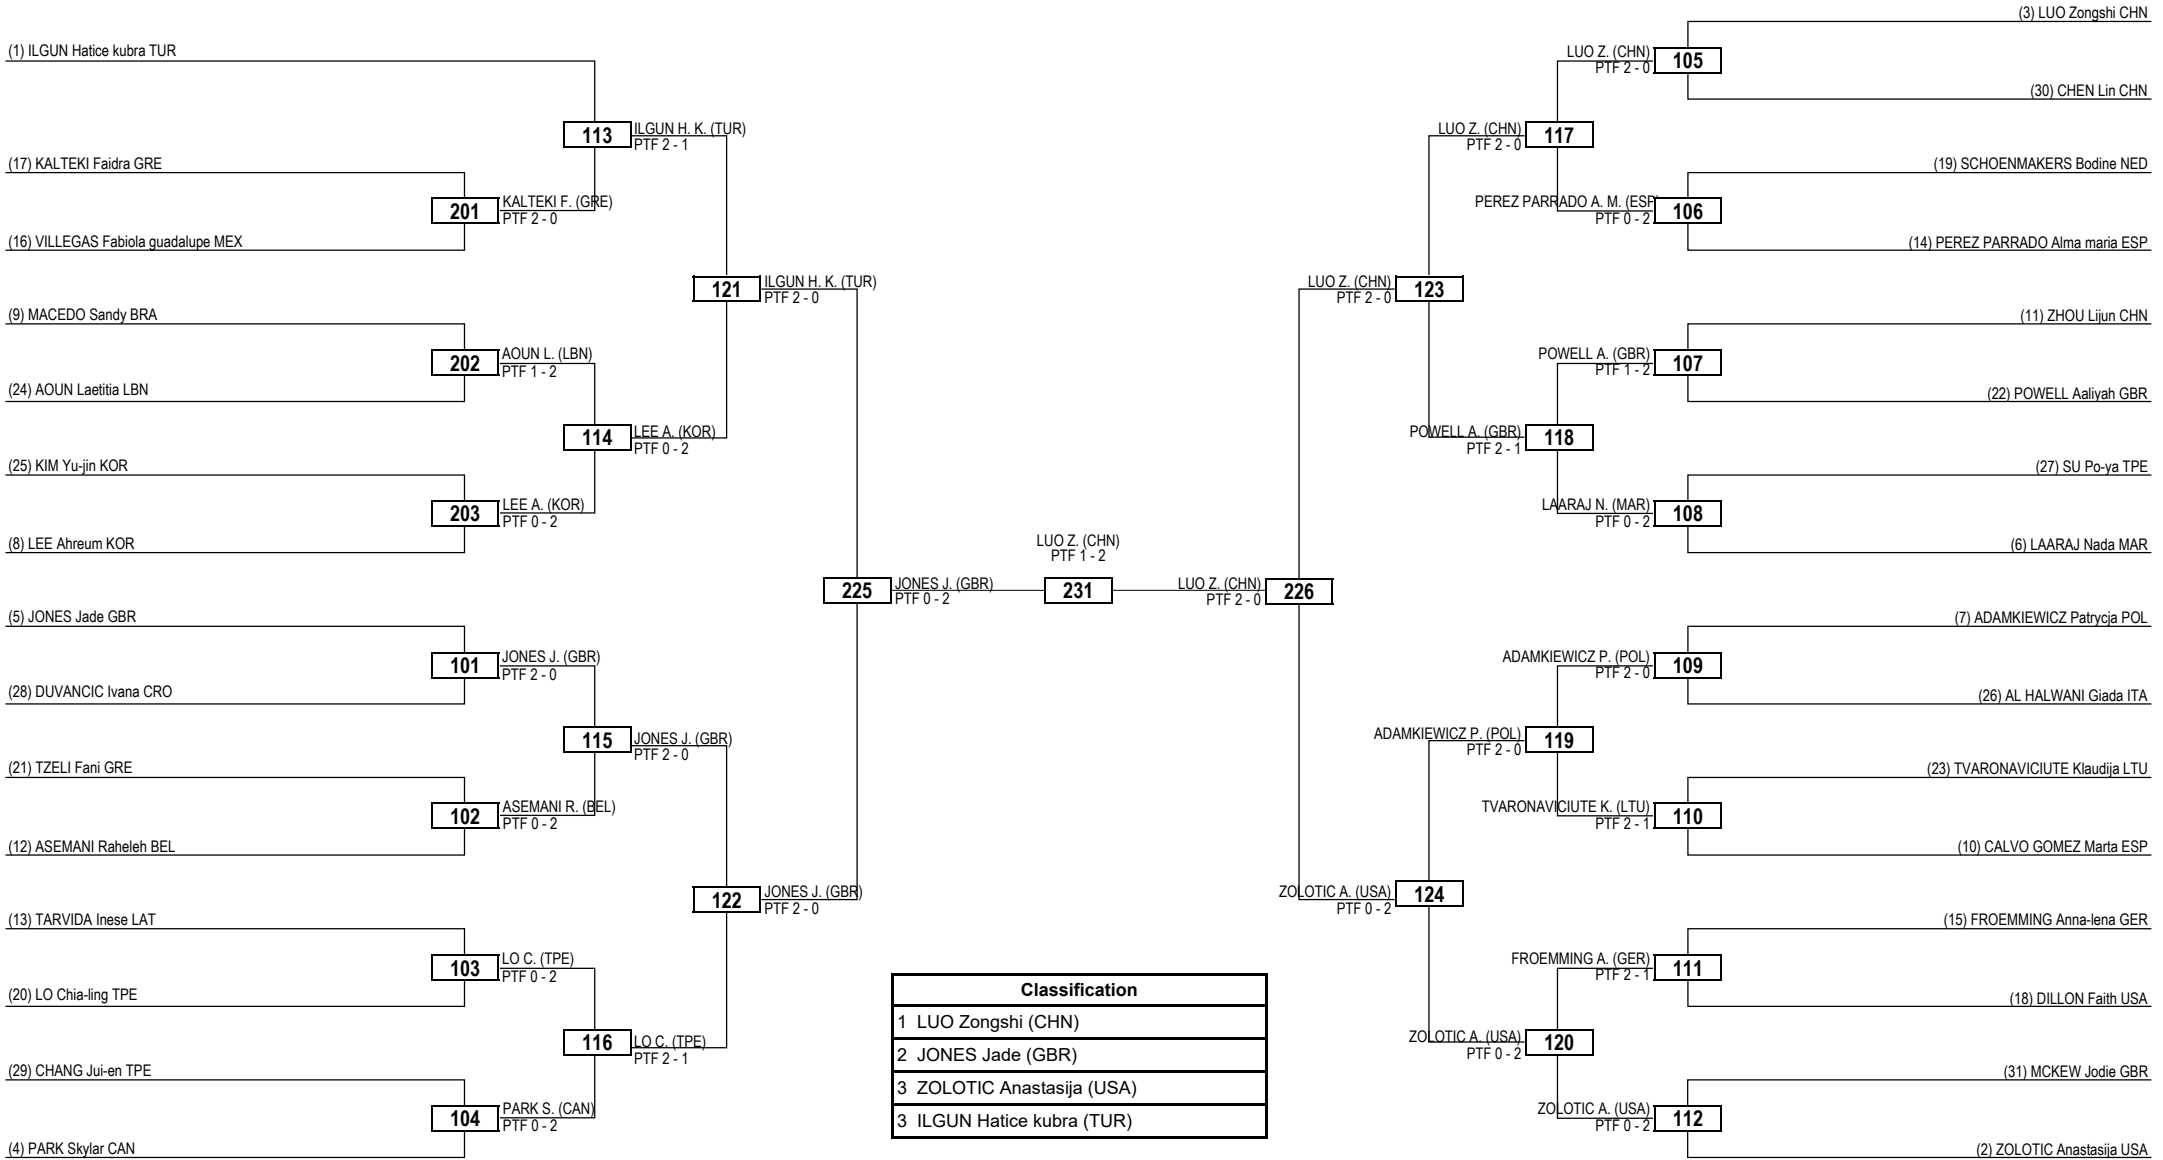 (1) ILGUN Hatice kubra TUR
(17) KALTEKI Faidra GRE
(16) VILLEGAS Fabiola guadalupe MEX
(9) MACEDO Sandy BRA
(24) AOUN Laetitia LBN
(25) KIM Yu-jin KOR
(8) LEE Ahreum KOR
(5) JONES Jade GBR
(28) DUVANCIC Ivana CRO
(21) TZELI Fani GRE
(12) ASEMANI Raheleh BEL
(13) TARVIDA Inese LAT
(20) LO Chia-ling TPE
(29) CHANG Jui-en TPE
(4) PARK Skylar CAN
201
KALTEKI F. (GRE)
PTF 2 - 0
202
AOUN L. (LBN)
PTF 1 - 2
203
LEE A. (KOR)
PTF 0 - 2
101
JONES J. (GBR)
PTF 2 - 0
102
ASEMANI R. (BEL)
PTF 0 - 2
103
LO C. (TPE)
PTF 0 - 2
104
PARK S. (CAN)
PTF 0 - 2
113
ILGUN H. K. (TUR)
PTF 2 - 1
114
LEE A. (KOR)
PTF 0 - 2
115
JONES J. (GBR)
PTF 2 - 0
116
LO C. (TPE)
PTF 2 - 1
121
ILGUN H. K. (TUR)
PTF 2 - 0
122
JONES J. (GBR)
PTF 2 - 0
225
JONES J. (GBR)
PTF 0 - 2
LUO Z. (CHN)
PTF 1 - 2
231
LUO Z. (CHN)
PTF 2 - 0
226
LUO Z. (CHN)
PTF 2 - 0
123
ZOLOTIC A. (USA)
PTF 0 - 2
124
LUO Z. (CHN)
PTF 2 - 0
117
POWELL A. (GBR)
PTF 2 - 1
118
ADAMKIEWICZ P. (POL)
PTF 2 - 0
119
ZOLOTIC A. (USA)
PTF 0 - 2
120
LUO Z. (CHN)
PTF 2 - 0
105
PEREZ PARRADO A. M. (ESP)
PTF 0 - 2
106
POWELL A. (GBR)
PTF 1 - 2
107
LAARAJ N. (MAR)
PTF 0 - 2
108
ADAMKIEWICZ P. (POL)
PTF 2 - 0
109
TVARONAVICIUTE K. (LTU)
PTF 2 - 1
110
FROEMMING A. (GER)
PTF 2 - 1
111
ZOLOTIC A. (USA)
PTF 0 - 2
112
(3) LUO Zongshi CHN
(30) CHEN Lin CHN
(19) SCHOENMAKERS Bodine NED
(14) PEREZ PARRADO Alma maria ESP
(11) ZHOU Lijun CHN
(22) POWELL Aaliyah GBR
(27) SU Po-ya TPE
(6) LAARAJ Nada MAR
(7) ADAMKIEWICZ Patrycja POL
(26) AL HALWANI Giada ITA
(23) TVARONAVICIUTE Klaudija LTU
(10) CALVO GOMEZ Marta ESP
(15) FROEMMING Anna-lena GER
(18) DILLON Faith USA
(31) MCKEW Jodie GBR
(2) ZOLOTIC Anastasija USA
Classification
1 LUO Zongshi (CHN)
2 JONES Jade (GBR)
3 ZOLOTIC Anastasija (USA)
3 ILGUN Hatice kubra (TUR)